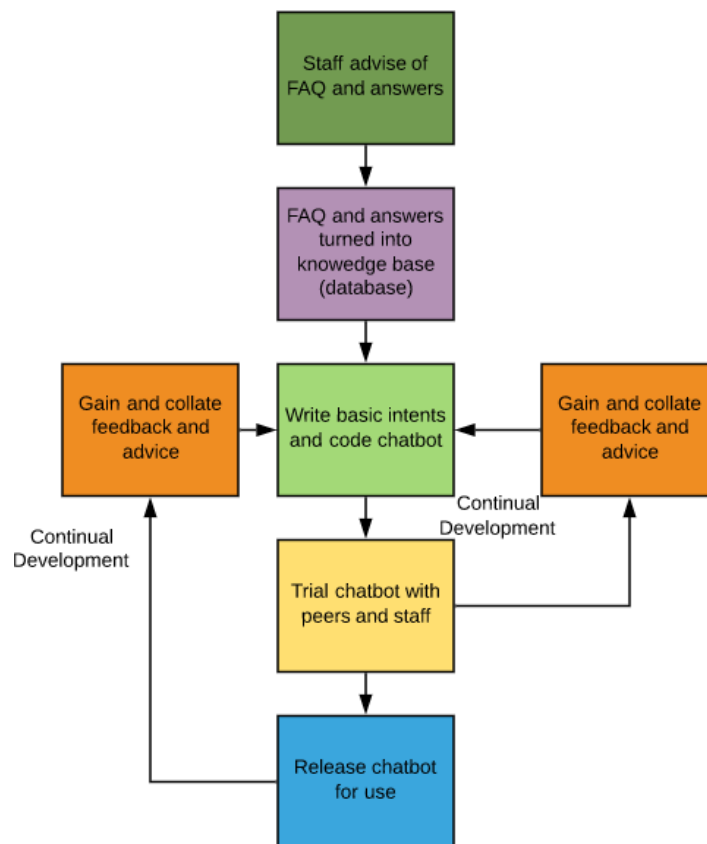 Staff advise of
FAQ and answers
FAQ and answers
turned into
knowedge base
(database)
Gain and collate
feedback and
advice
Write basic intents
and code chatbot
Gain and collate
feedback and
advice
Continual
Development
Continual
Development
Trial chatbot with
peers and staff
Release chatbot
for use